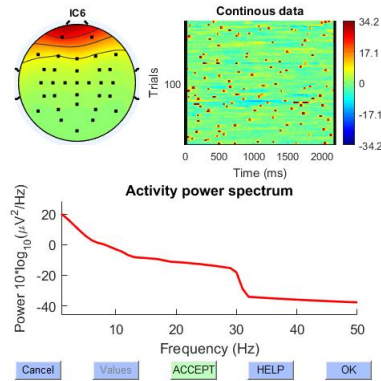 IC6
Continous data
Trials
100
0 500 1000 1500 2000
Time (ms)
34.2
17.1
0
-17.1
-34.2
Activity power spectrum
Power 10*log10(μV2/Hz)
20
0
-20
-40
10 20 30 40 50
Frequency (Hz)
Cancel Values ACCEPT HELP OK